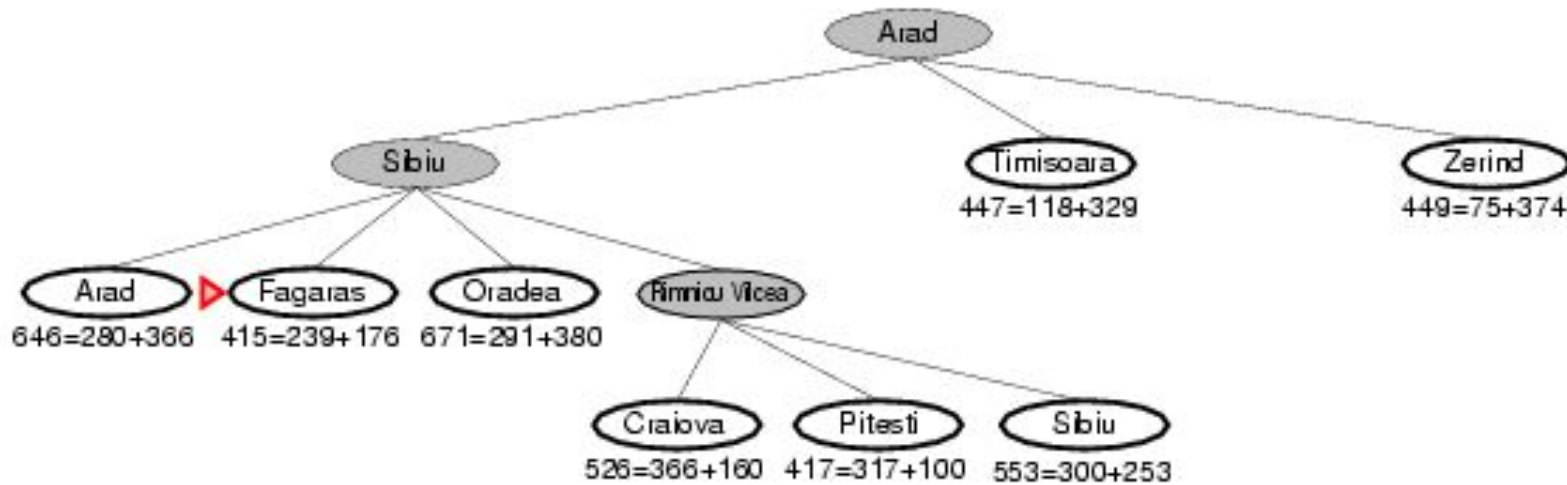 Arad
Sibiu
Timisoara
Zerind
447=118+329
449=75+374
Arad
Fagaras
Oradea
Rimnicu Vilcea
646=280+366
415=239+176
671=291+380
Craiova
Pitesti
Sibiu
526=366+160
417=317+100
553=300+253